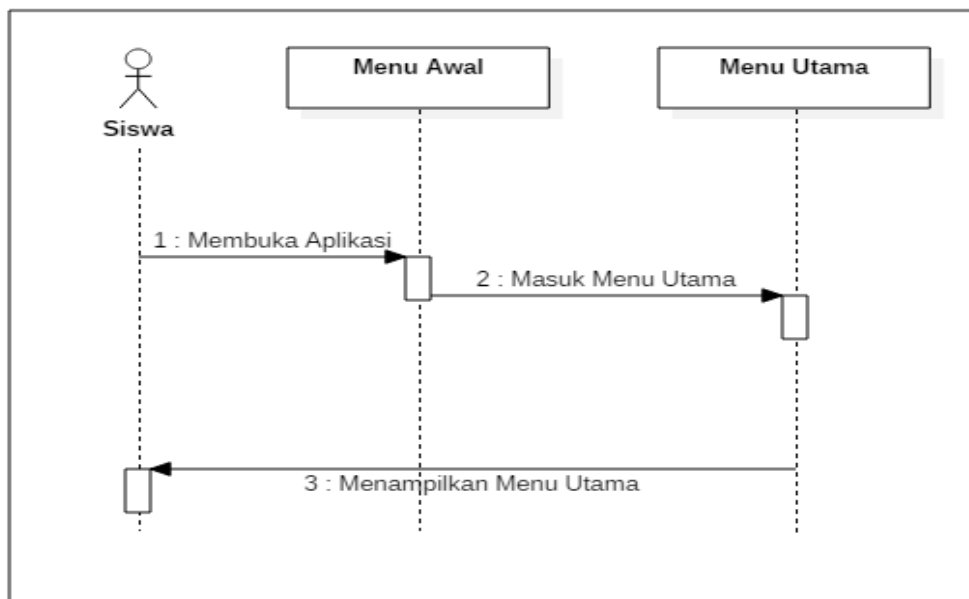 Siswa
Menu Awal
Menu Utama
1 : Membuka Aplikasi
2 : Masuk Menu Utama
3 : Menampilkan Menu Utama